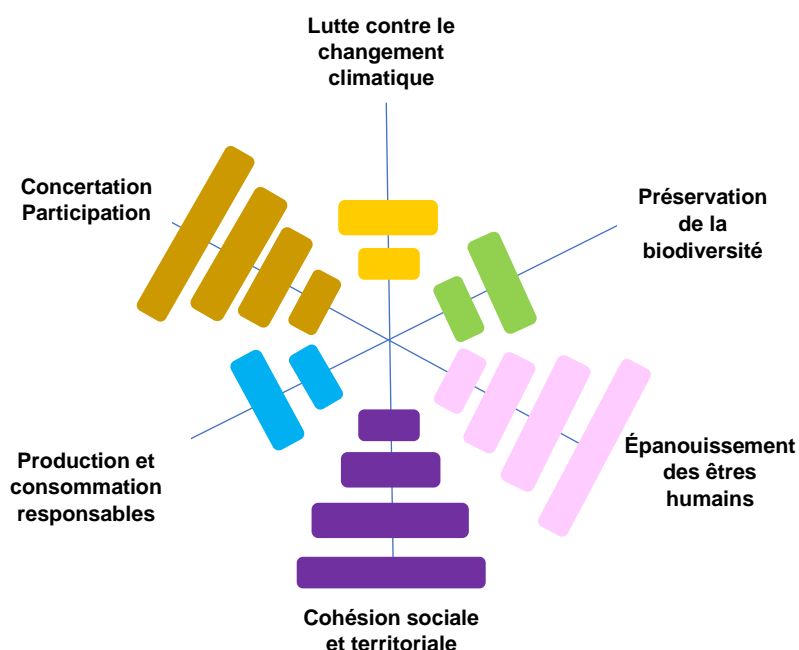 Lutte contre le
changement
climatique
Concertation
Participation
Préservation
de la
biodiversité
Production et
consommation
responsables
Épanouissement
des êtres
humains
Cohésion sociale
et territoriale